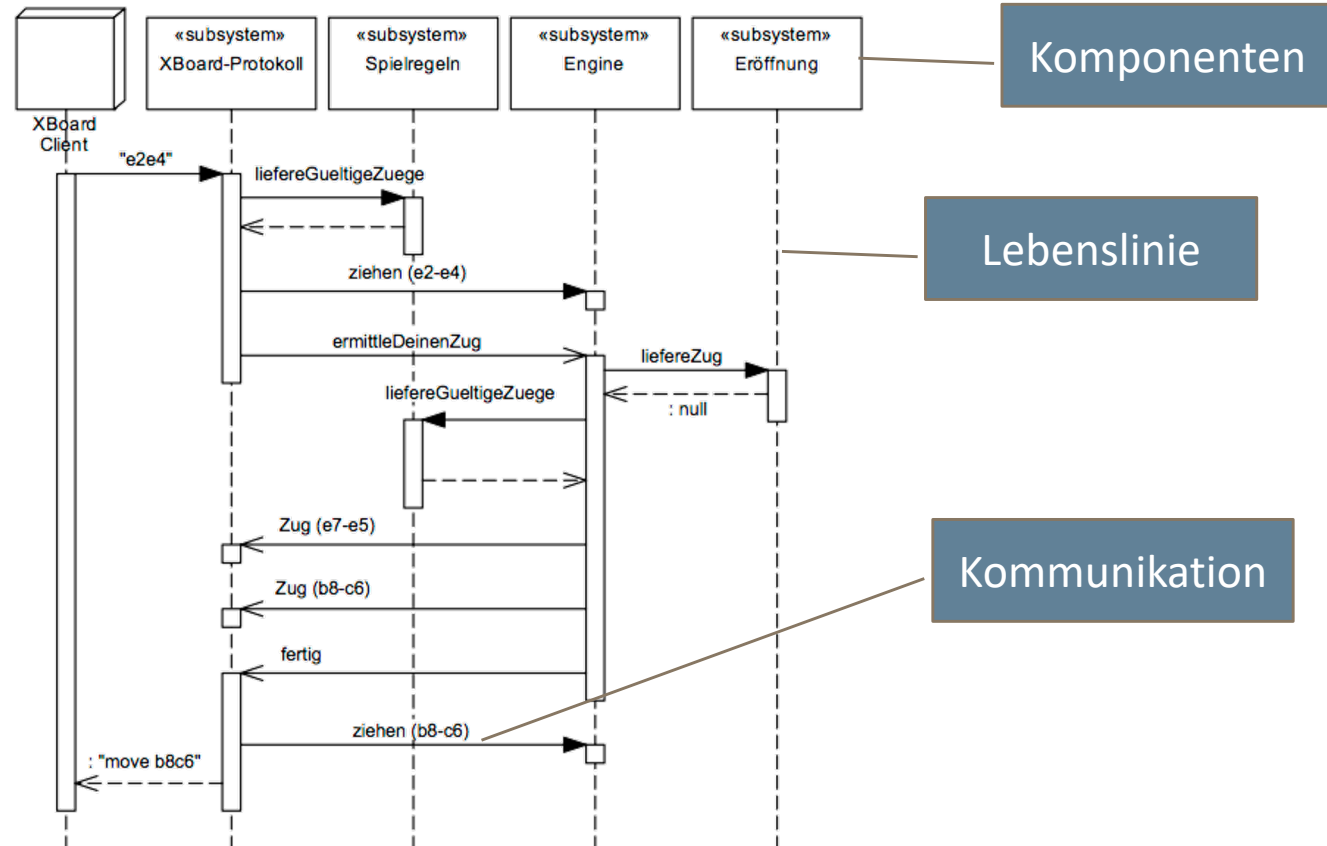 «subsystem»
XBoard-Protokoll
«subsystem»
Spielregeln
«subsystem»
Engine
«subsystem»
Eröffnung
Komponenten
XBoard
Client
"e2e4"
liefereGueltigeZuege
Lebenslinie
ziehen (e2-e4)
ermittleDeinenZug
liefereZug
liefereGueltigeZuege
: null
Zug (e7-e5)
Kommunikation
Zug (b8-c6)
fertig
ziehen (b8-c6)
: "move b8c6"